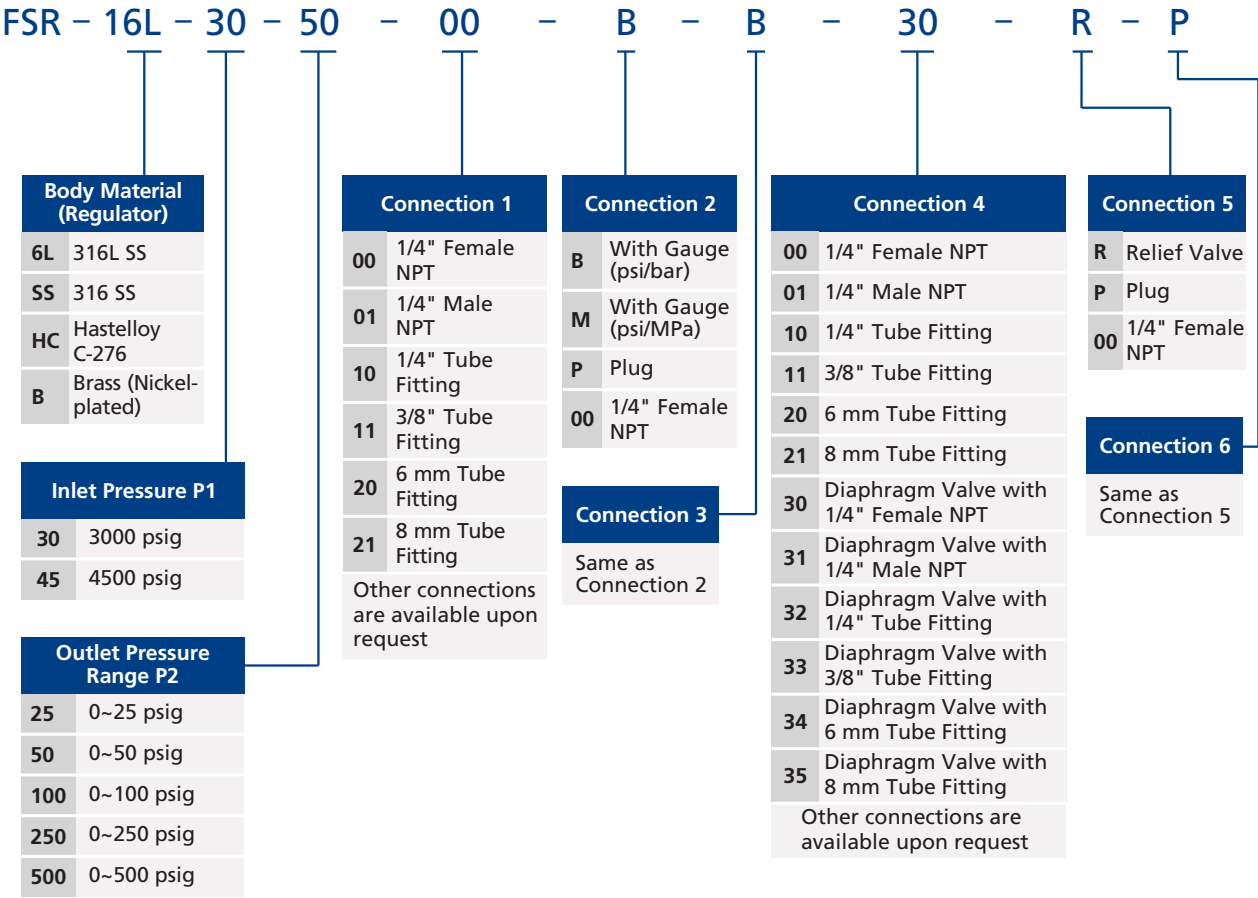 FSR – 16L – 30 – 50 – 00 – B – B – 30 – R – P
Body Material
(Regulator)
6L 316L SS
SS 316 SS
HC Hastelloy
C-276
B Brass (Nickel-
plated)
Inlet Pressure P1
30 3000 psig
45 4500 psig
Outlet Pressure
Range P2
25 0~25 psig
50 0~50 psig
100 0~100 psig
250 0~250 psig
500 0~500 psig
Connection 1
00 1/4" Female
NPT
01 1/4" Male
NPT
10 1/4" Tube
Fitting
11 3/8" Tube
Fitting
20 6 mm Tube
Fitting
21 8 mm Tube
Fitting
Other connections
are available upon
request
Connection 2
B With Gauge
(psi/bar)
M With Gauge
(psi/MPa)
P Plug
00 1/4" Female
NPT
Connection 3
Same as
Connection 2
Connection 4
00 1/4" Female NPT
01 1/4" Male NPT
10 1/4" Tube Fitting
11 3/8" Tube Fitting
20 6 mm Tube Fitting
21 8 mm Tube Fitting
30 Diaphragm Valve with
1/4" Female NPT
31 Diaphragm Valve with
1/4" Male NPT
32 Diaphragm Valve with
1/4" Tube Fitting
33 Diaphragm Valve with
3/8" Tube Fitting
34 Diaphragm Valve with
6 mm Tube Fitting
35 Diaphragm Valve with
8 mm Tube Fitting
Other connections are
available upon request
Connection 5
R Relief Valve
P Plug
00 1/4" Female
NPT
Connection 6
Same as
Connection 5